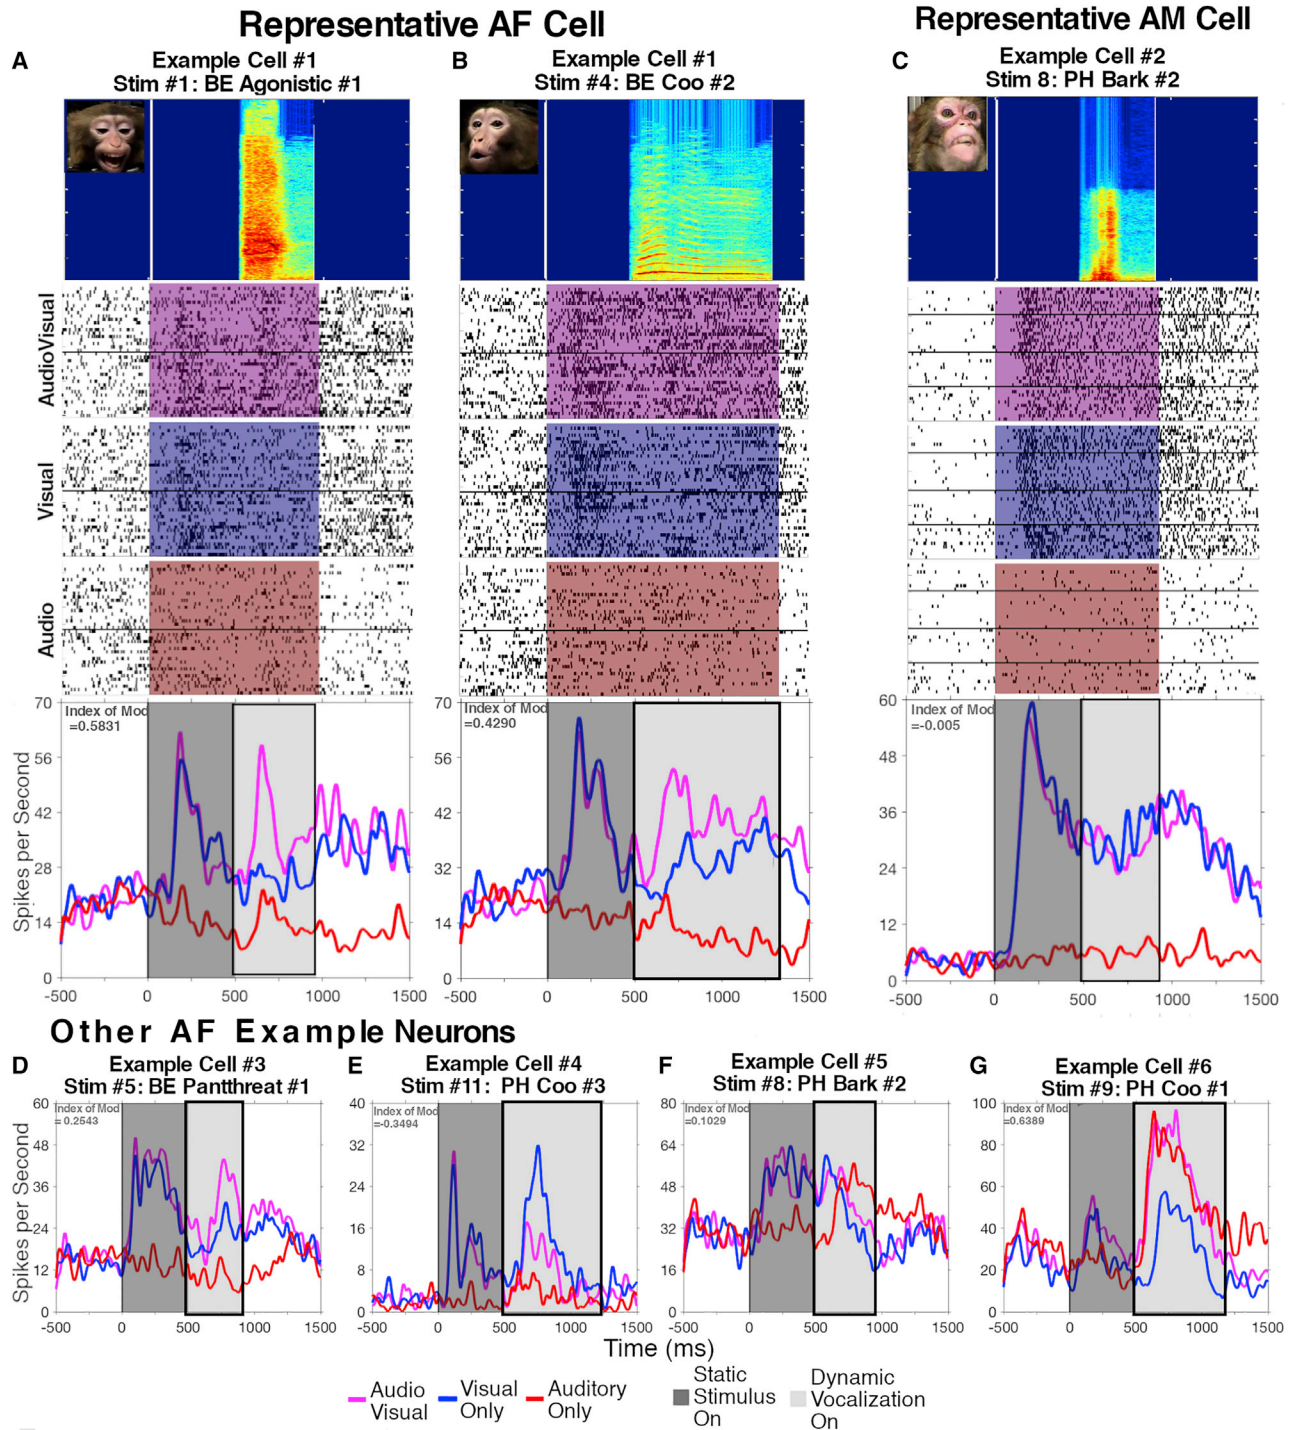 Representative AF Cell
Representative AM Cell
A
Example Cell #1
Stim #1: BE Agonistic #1
B
Example Cell #1
Stim #4: BE Coo #2
C
Example Cell #2
Stim 8: PH Bark #2
AudioVisual
Visual
Audio
Spikes per Second
70
56
42
28
14
0
Index of Mod
=0.5831
-500
0
500
1000
1500
70
56
42
32
14
0
Index of Mod
=0.4290
-500
0
500
1000
1500
60
48
36
24
12
0
Index of Mod
=-0.005
-500
0
500
1000
1500
Other AF Example Neurons
D
Example Cell #3
Stim #5: BE Pantthreat #1
E
Example Cell #4
Stim #11: PH Coo #3
F
Example Cell #5
Stim #8: PH Bark #2
G
Example Cell #6
Stim #9: PH Coo #1
Spikes per Second
60
48
36
24
12
0
Index of Mod
= 0.2543
-500
0
500
1000
1500
40
32
24
16
8
0
Index of Mod
=-0.3494
-500
0
500
1000
1500
80
64
48
32
16
0
Index of Mod
=0.1029
-500
0
500
1000
1500
100
80
60
40
20
0
Index of Mod
=0.6389
-500
0
500
1000
1500
Time (ms)
Audio
Visual
Visual
Only
Auditory
Only
Static
Stimulus
On
Dynamic
Vocalization
On